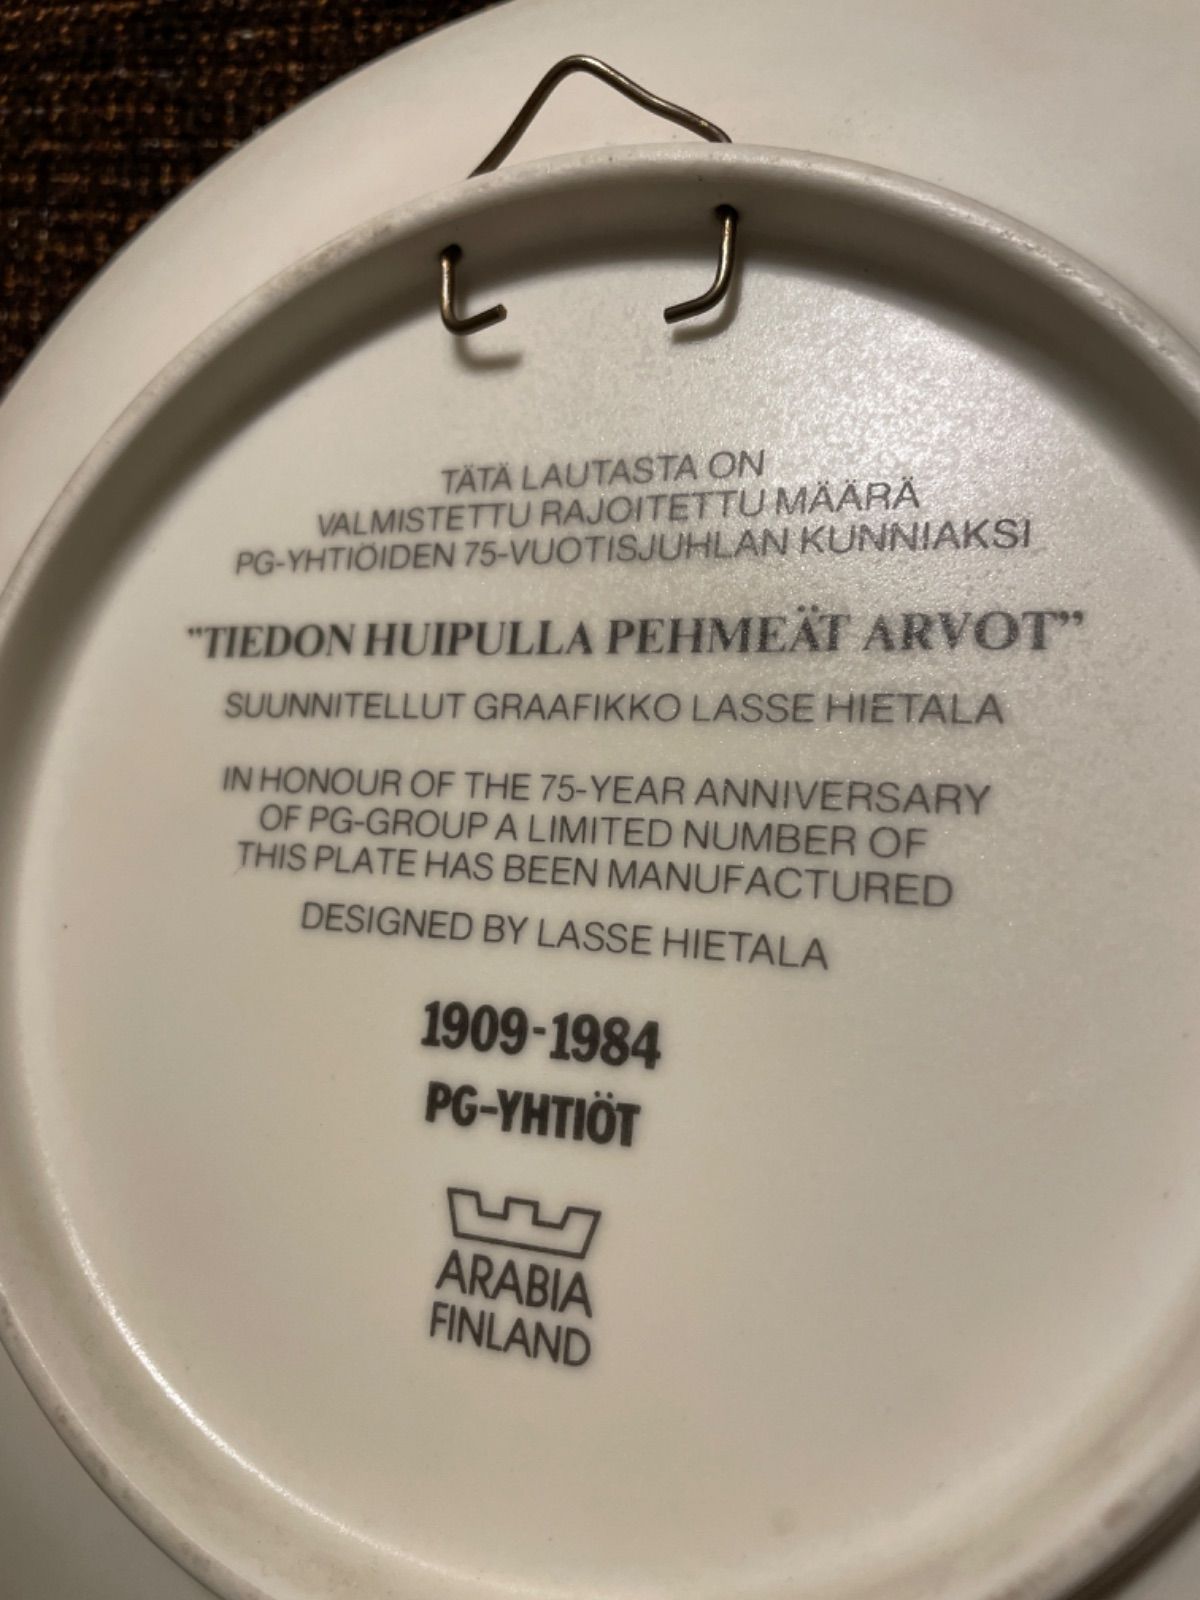 TÄTÄ LAUTASTA ON
VALMISTETTU RAJOITETTU MÄÄRÄ
PG-YHTIÖIDEN 75-VUOTISJUHLAN KUNNIAKSI
"TIEDON HUIPULLA PEHMEÄT ARVOT"
SUUNNITELLUT GRAAFIKKO LASSE HIETALA
IN HONOUR OF THE 75-YEAR ANNIVERSARY
OF PG-GROUP A LIMITED NUMBER OF
THIS PLATE HAS BEEN MANUFACTURED
DESIGNED BY LASSE HIETALA
1909-1984
PG-YHTIÖT
ARABIA
FINLAND